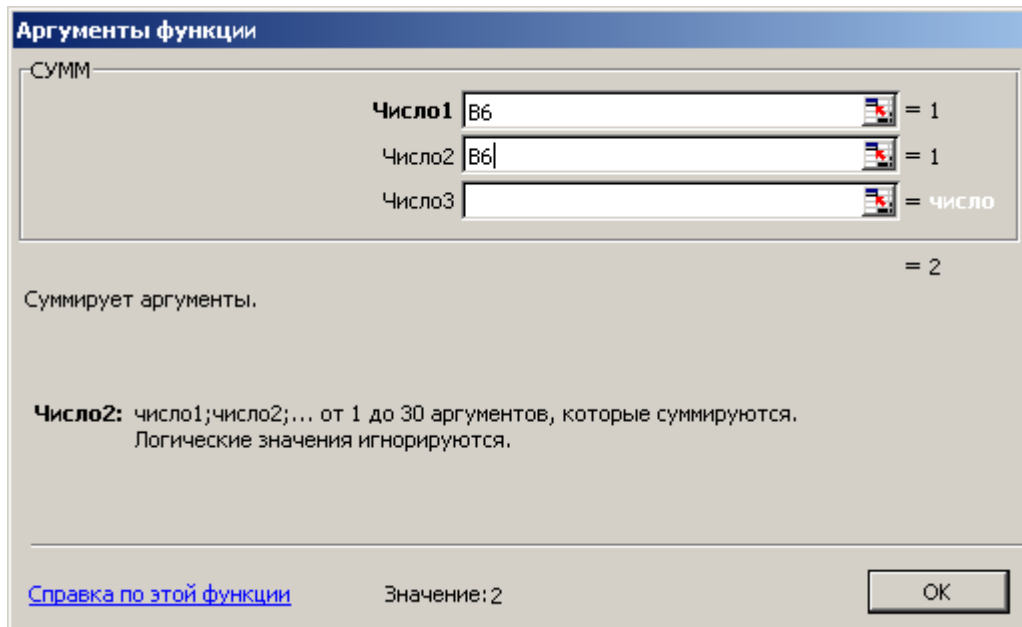 Аргументы функции
СУММ
Число1 B6 = 1
Число2 B6 = 1
Число3 = число
= 2
Суммирует аргументы.
Число2: число1;число2;... от 1 до 30 аргументов, которые суммируются.
Логические значения игнорируются.
Справка по этой функции Значение:2 ОК